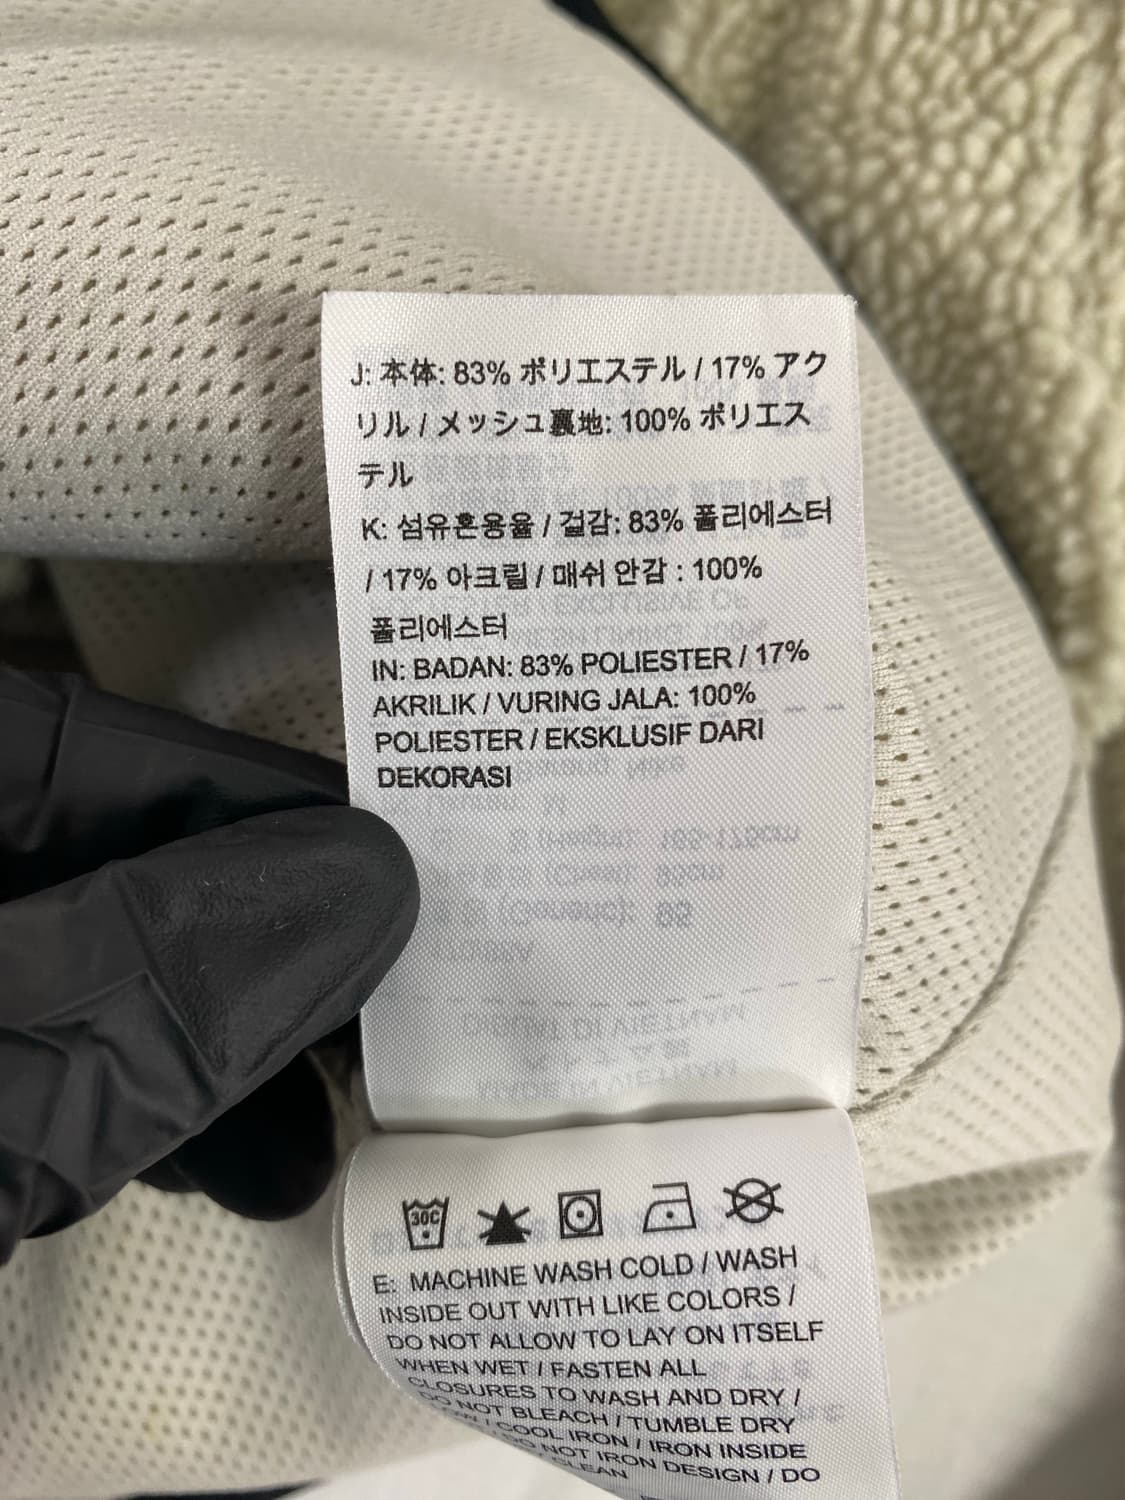 J: 本体: 83% ポリエステル / 17% アク
リル / メッシュ裏地: 100% ポリエス
テル
K: 섬유혼용율 / 겉감: 83% 폴리에스터
/ 17% 아크릴 / 매쉬 안감 : 100%
폴리에스터
IN: BADAN: 83% POLIESTER / 17%
AKRILIK / VURING JALA: 100%
POLIESTER / EKSKLUSIF DARI
DEKORASI
30C
E: MACHINE WASH COLD / WASH
INSIDE OUT WITH LIKE COLORS /
DO NOT ALLOW TO LAY ON ITSELF
WHEN WET / FASTEN ALL
CLOSURES TO WASH AND DRY /
DO NOT BLEACH / TUMBLE DRY
LOW / COOL IRON / IRON INSIDE
DO NOT IRON DESIGN / DO
CLEAN